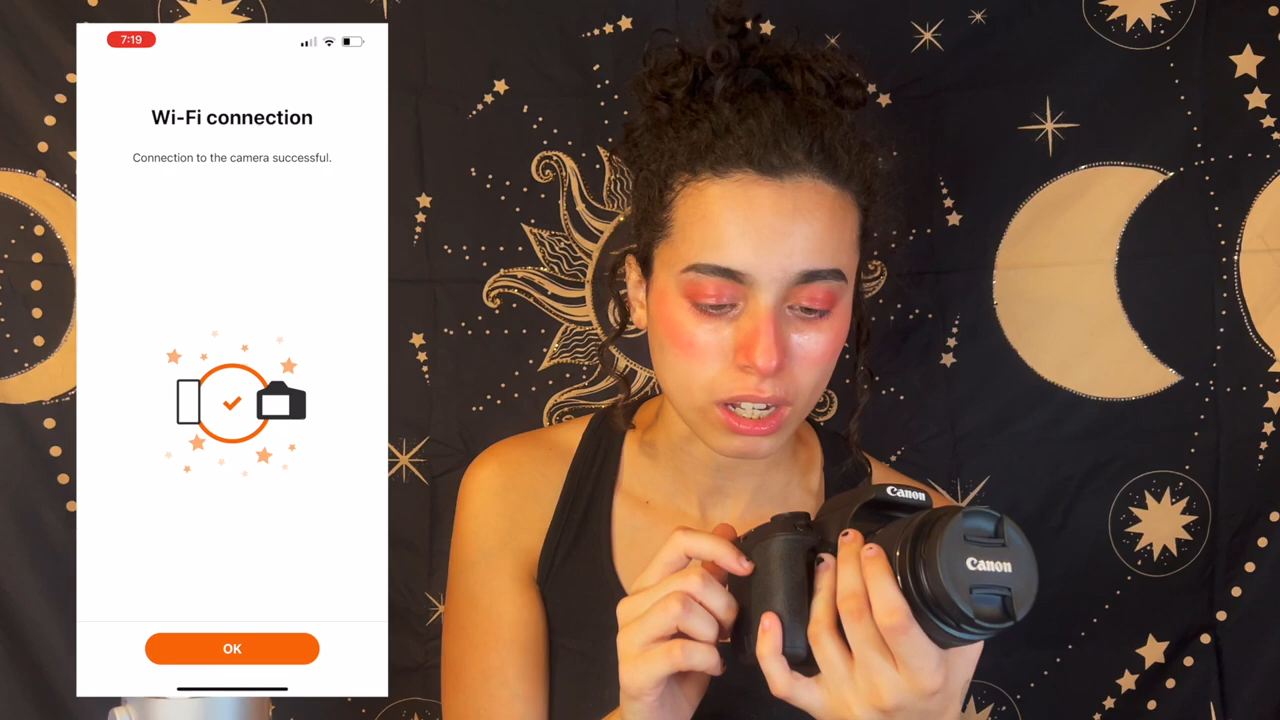 7:19
Wi-Fi connection
Connection to the camera successful.
OK
Canon
Canon